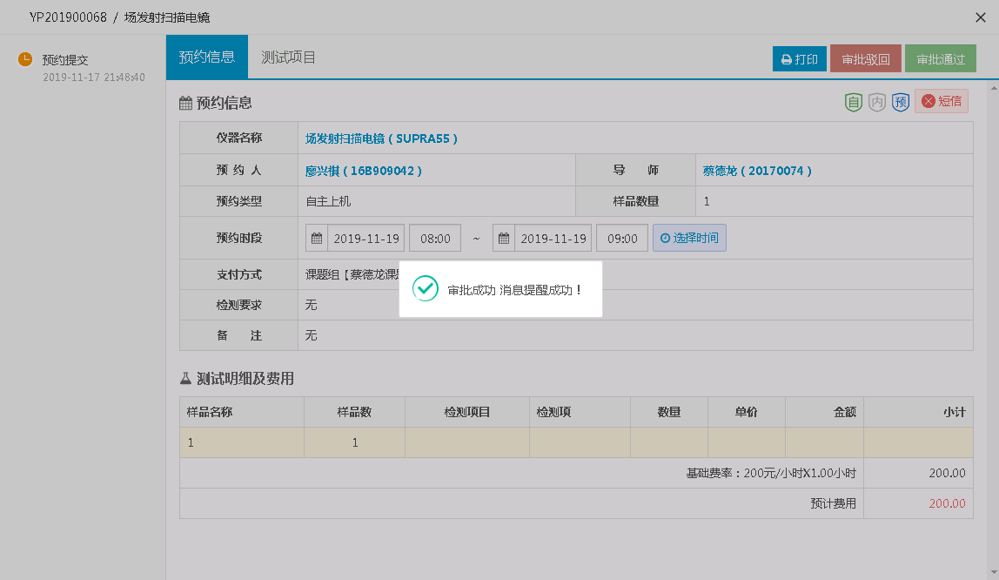 YP201900068 / 场发射扫描电镜
预约提交
2019-11-17 21:48:40
预约信息 测试项目 打印 审批驳回 审批通过
预约信息 自 内 预 短信
仪器名称 场发射扫描电镜 ( SUPRA55 )
预 约 人 廖兴祺 ( 16B909042 ) 导 师 蔡德龙 ( 20170074 )
预约类型 自主上机 样品数量 1
预约时段 2019-11-19 08:00 ~ 2019-11-19 09:00 选择时间
支付方式 课题组【蔡德龙课
审批成功 消息提醒成功！
检测要求 无
备 注 无
测试明细及费用
样品名称 样品数 检测项目 检测项 数量 单价 金额 小计
1 1
基础费率：200元/小时X1.00小时 200.00
预计费用 200.00